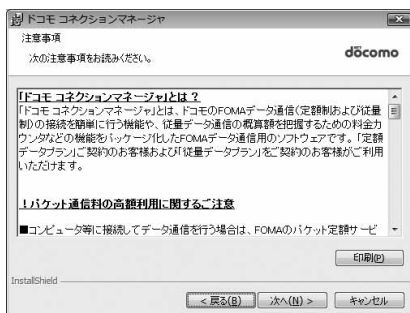 ドコモ コネクションマネージャ
注意事項
次の注意事項をお読みください。
döcomo
「ドコモ コネクションマネージャ」とは？
「ドコモ コネクションマネージャ」とは、ドコモのFOMAデータ通信（定額制および従量
制）の接続を簡単に行う機能や、従量データ通信の概算額を把握するための料金カ
ウンタなどの機能をパッケージ化したFOMAデータ通信用のソフトウェアです。「定額
データプラン」ご契約のお客様および「従量データプラン」をご契約のお客様がご利用
いただけます。
！パケット通信料の高額利用に関するご注意
■コンピュータ等に接続してデータ通信を行う場合は、FOMAのパケット定額サービ
印刷(P)
InstallShield
< 戻る(B)
次へ(N) >
キャンセル